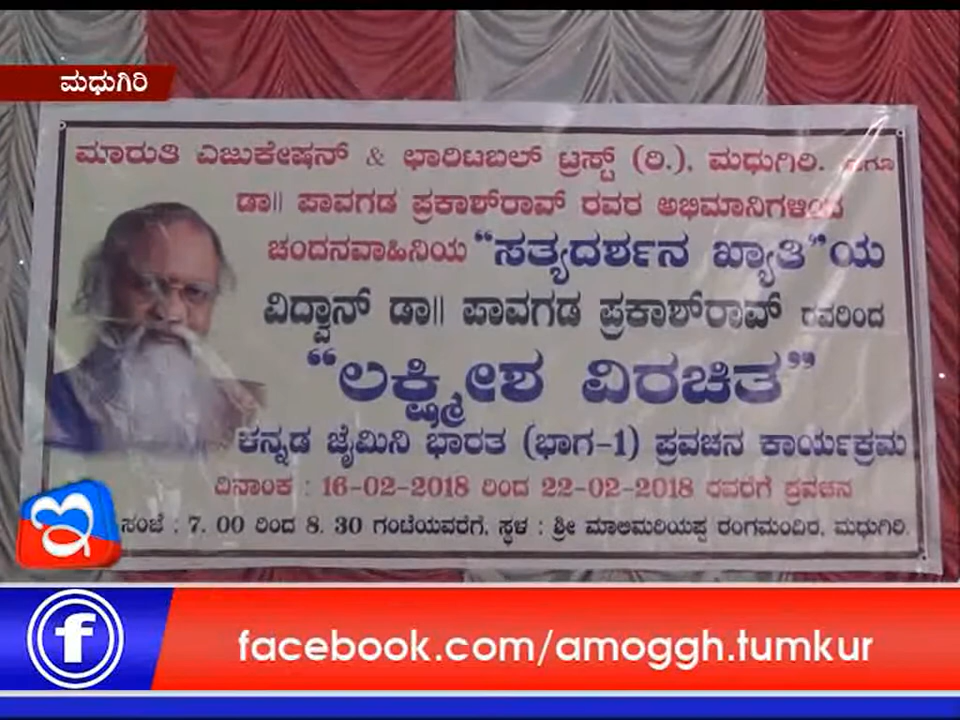 ಮಧುಗಿರಿ
ಮಾರುತಿ ಎಜುಕೇಷನ್ & ಛಾರಿಟಬಲ್ ಟ್ರಸ್ಟ್ (ರಿ.), ಮಧುಗಿರಿ. ಹಾಗೂ
ಡಾ॥ ಪಾವಗಡ ಪ್ರಕಾಶ್‌ರಾವ್ ರವರ ಅಭಿಮಾನಿಗಳಿಂದ
ಚಂದನವಾಹಿನಿಯ "ಸತ್ಯದರ್ಶನ ಖ್ಯಾತಿ"ಯ
ವಿದ್ವಾನ್ ಡಾ॥ ಪಾವಗಡ ಪ್ರಕಾಶ್‌ರಾವ್ ರವರಿಂದ
"ಲಕ್ಷ್ಮೀಶ ವಿರಚಿತ"
ಕನ್ನಡ ಜೈಮಿನಿ ಭಾರತ (ಭಾಗ-1) ಪ್ರವಚನ ಕಾರ್ಯಕ್ರಮ
ದಿನಾಂಕ : 16-02-2018 ರಿಂದ 22-02-2018 ರವರೆಗೆ ಪ್ರವಚನ
ಸಂಜೆ : 7. 00 ರಿಂದ 8. 30 ಗಂಟೆಯವರೆಗೆ, ಸ್ಥಳ : ಶ್ರೀ ಮಾಲಿಮರಿಯಪ್ಪ ರಂಗಮಂದಿರ, ಮಧುಗಿರಿ.
ಇ
f facebook.com/amoggh.tumkur